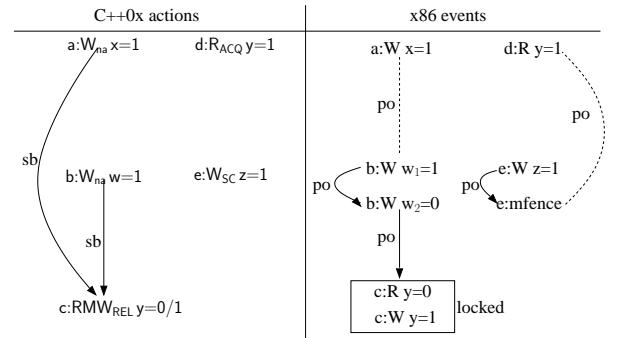 C++0x actions x86 events
a:W_na x=1 d:R_ACQ y=1 a:W x=1 d:R y=1
po po
sb b:W_na w=1 e:W_SC z=1 b:W w_1=1 e:W z=1
po po
b:W w_2=0 e:mfence
sb po
c:RMW_REL y=0/1 c:R y=0
locked
c:W y=1